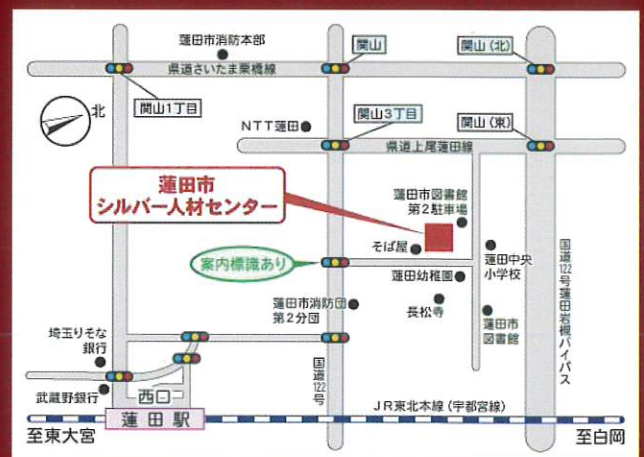 蓮田市消防本部
関山
関山（北）
県道さいたま栗橋線
北
関山1丁目
NTT蓮田
関山3丁目
関山（東）
県道上尾蓮田線
蓮田市
シルバー人材センター
蓮田市図書館
第2駐車場
そば屋
案内標識あり
蓮田中央
小学校
蓮田幼稚園
長松寺
蓮田市
図書館
国道122号蓮田岩槻バイパス
蓮田市消防団
第2分団
国道122号
埼玉りそな
銀行
武蔵野銀行
西口
蓮田駅
JR東北本線（宇都宮線）
至東大宮
至白岡